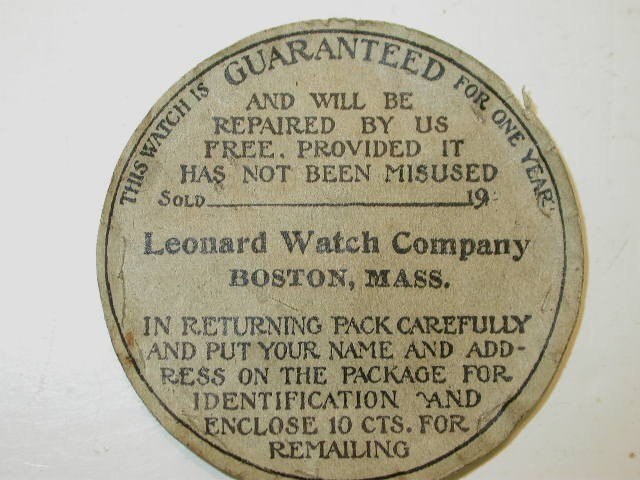 THIS WATCH IS GUARANTEED FOR ONE YEAR
AND WILL BE
REPAIRED BY US
FREE. PROVIDED IT
HAS NOT BEEN MISUSED
SOLD 19
Leonard Watch Company
BOSTON, MASS.
IN RETURNING PACK CAREFULLY
AND PUT YOUR NAME AND ADD-
RESS ON THE PACKAGE FOR
IDENTIFICATION AND
ENCLOSE 10 CTS. FOR
REMAILING